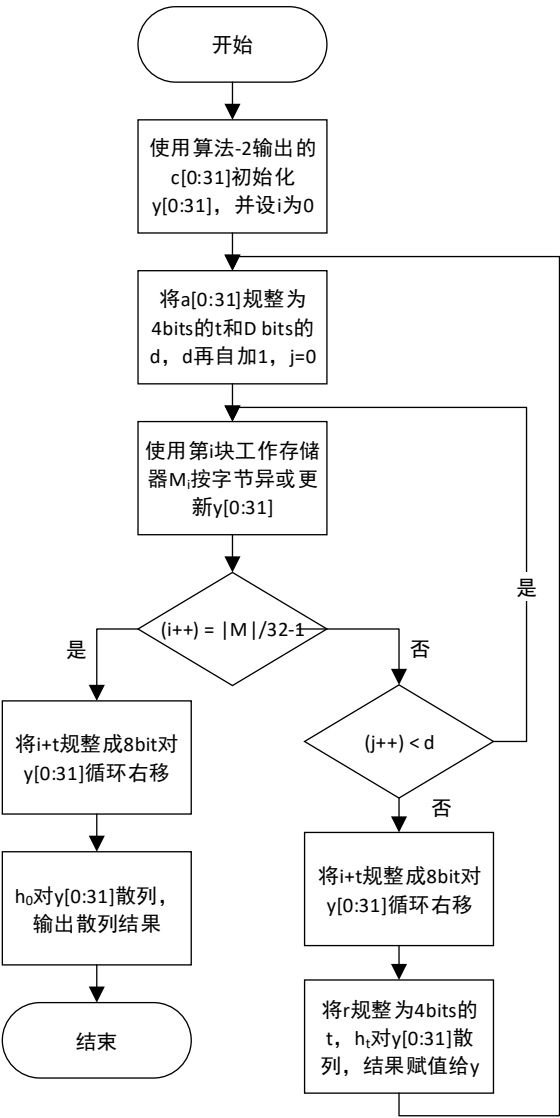 开始
使用算法-2输出的
c[0:31]初始化
y[0:31]，并设i为0
将a[0:31]规整为
4bits的t和D bits的
d，d再自加1，j=0
使用第i块工作存储
器Mᵢ按字节异或更
新y[0:31]
是
(i++) = |M|/32-1
是
否
将i+t规整成8bit对
y[0:31]循环右移
(j++) < d
否
h₀对y[0:31]散列，
输出散列结果
将i+t规整成8bit对
y[0:31]循环右移
结束
将r规整为4bits的
t，hₜ对y[0:31]散
列，结果赋值给y